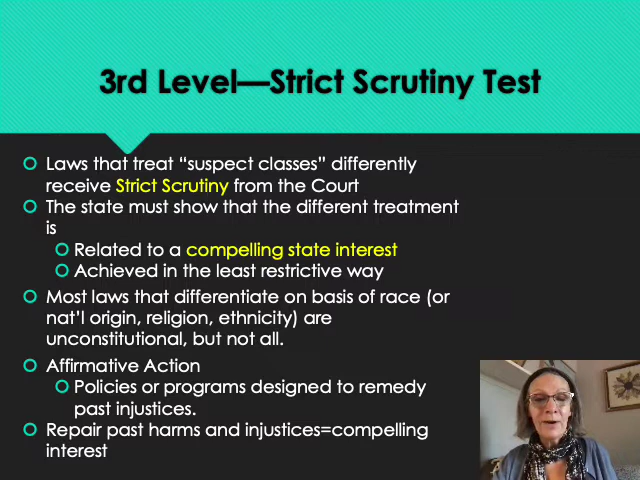 3rd Level—Strict Scrutiny Test
Laws that treat “suspect classes” differently
receive Strict Scrutiny from the Court
The state must show that the different treatment
is
Related to a compelling state interest
Achieved in the least restrictive way
Most laws that differentiate on basis of race (or
nat’l origin, religion, ethnicity) are
unconstitutional, but not all.
Affirmative Action
Policies or programs designed to remedy
past injustices.
Repair past harms and injustices=compelling
interest